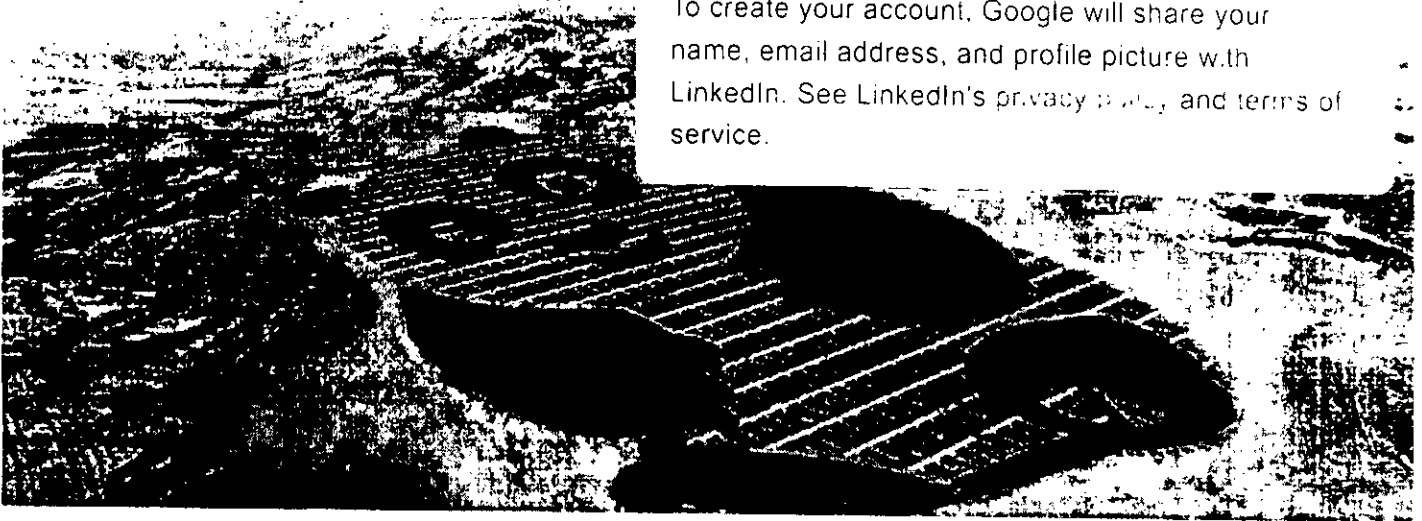 To create your account, Google will share your
name, email address, and profile picture with
LinkedIn. See LinkedIn's privacy and terms of
service.